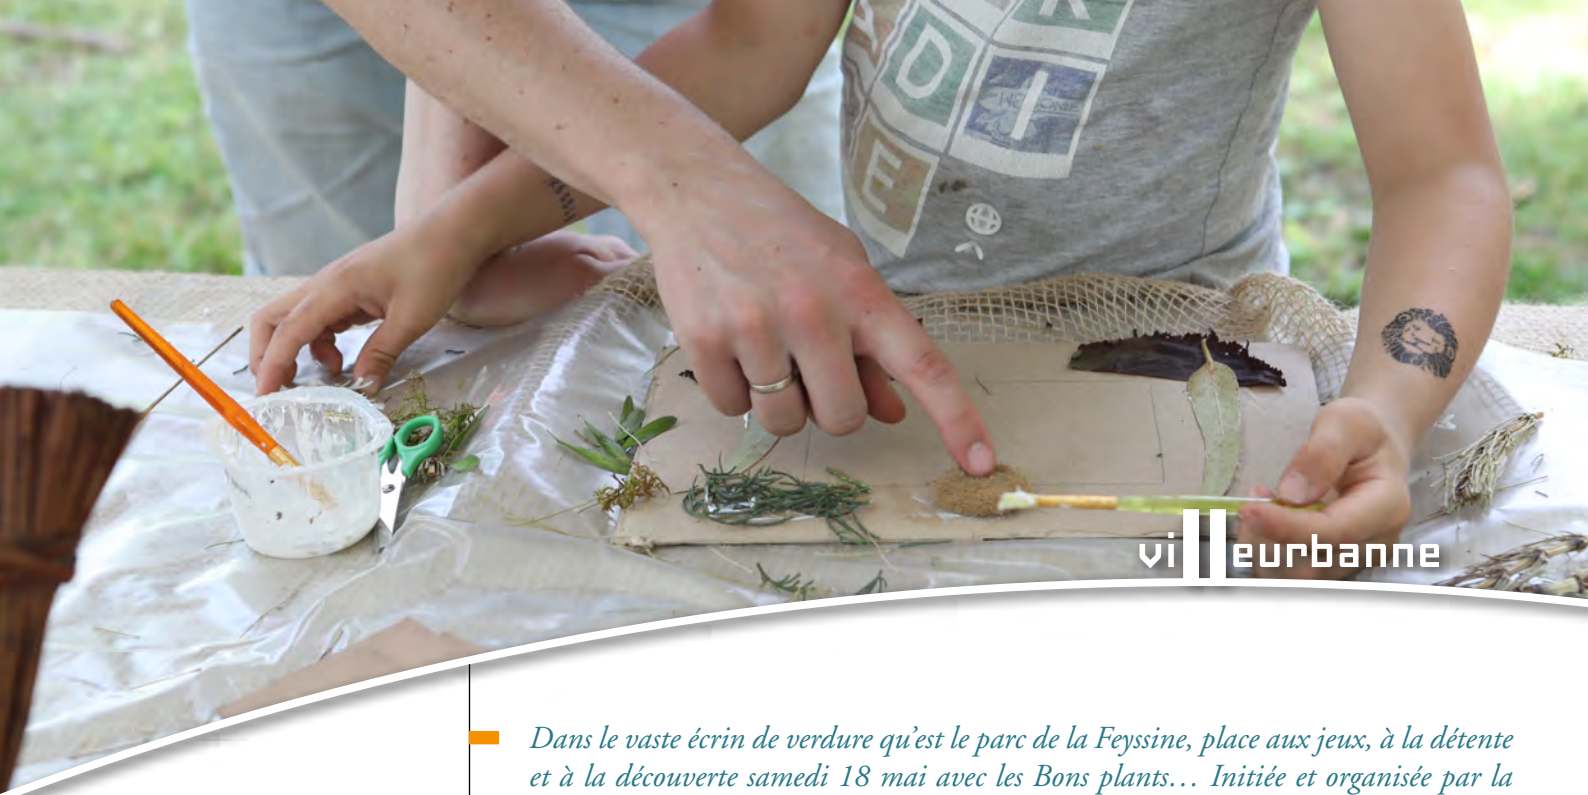 R
D I
WELCOME
E
villeurbanne
Dans le vaste écrin de verdure qu’est le parc de la Feyssine, place aux jeux, à la détente
et à la découverte samedi 18 mai avec les Bons plants… Initiée et organisée par la